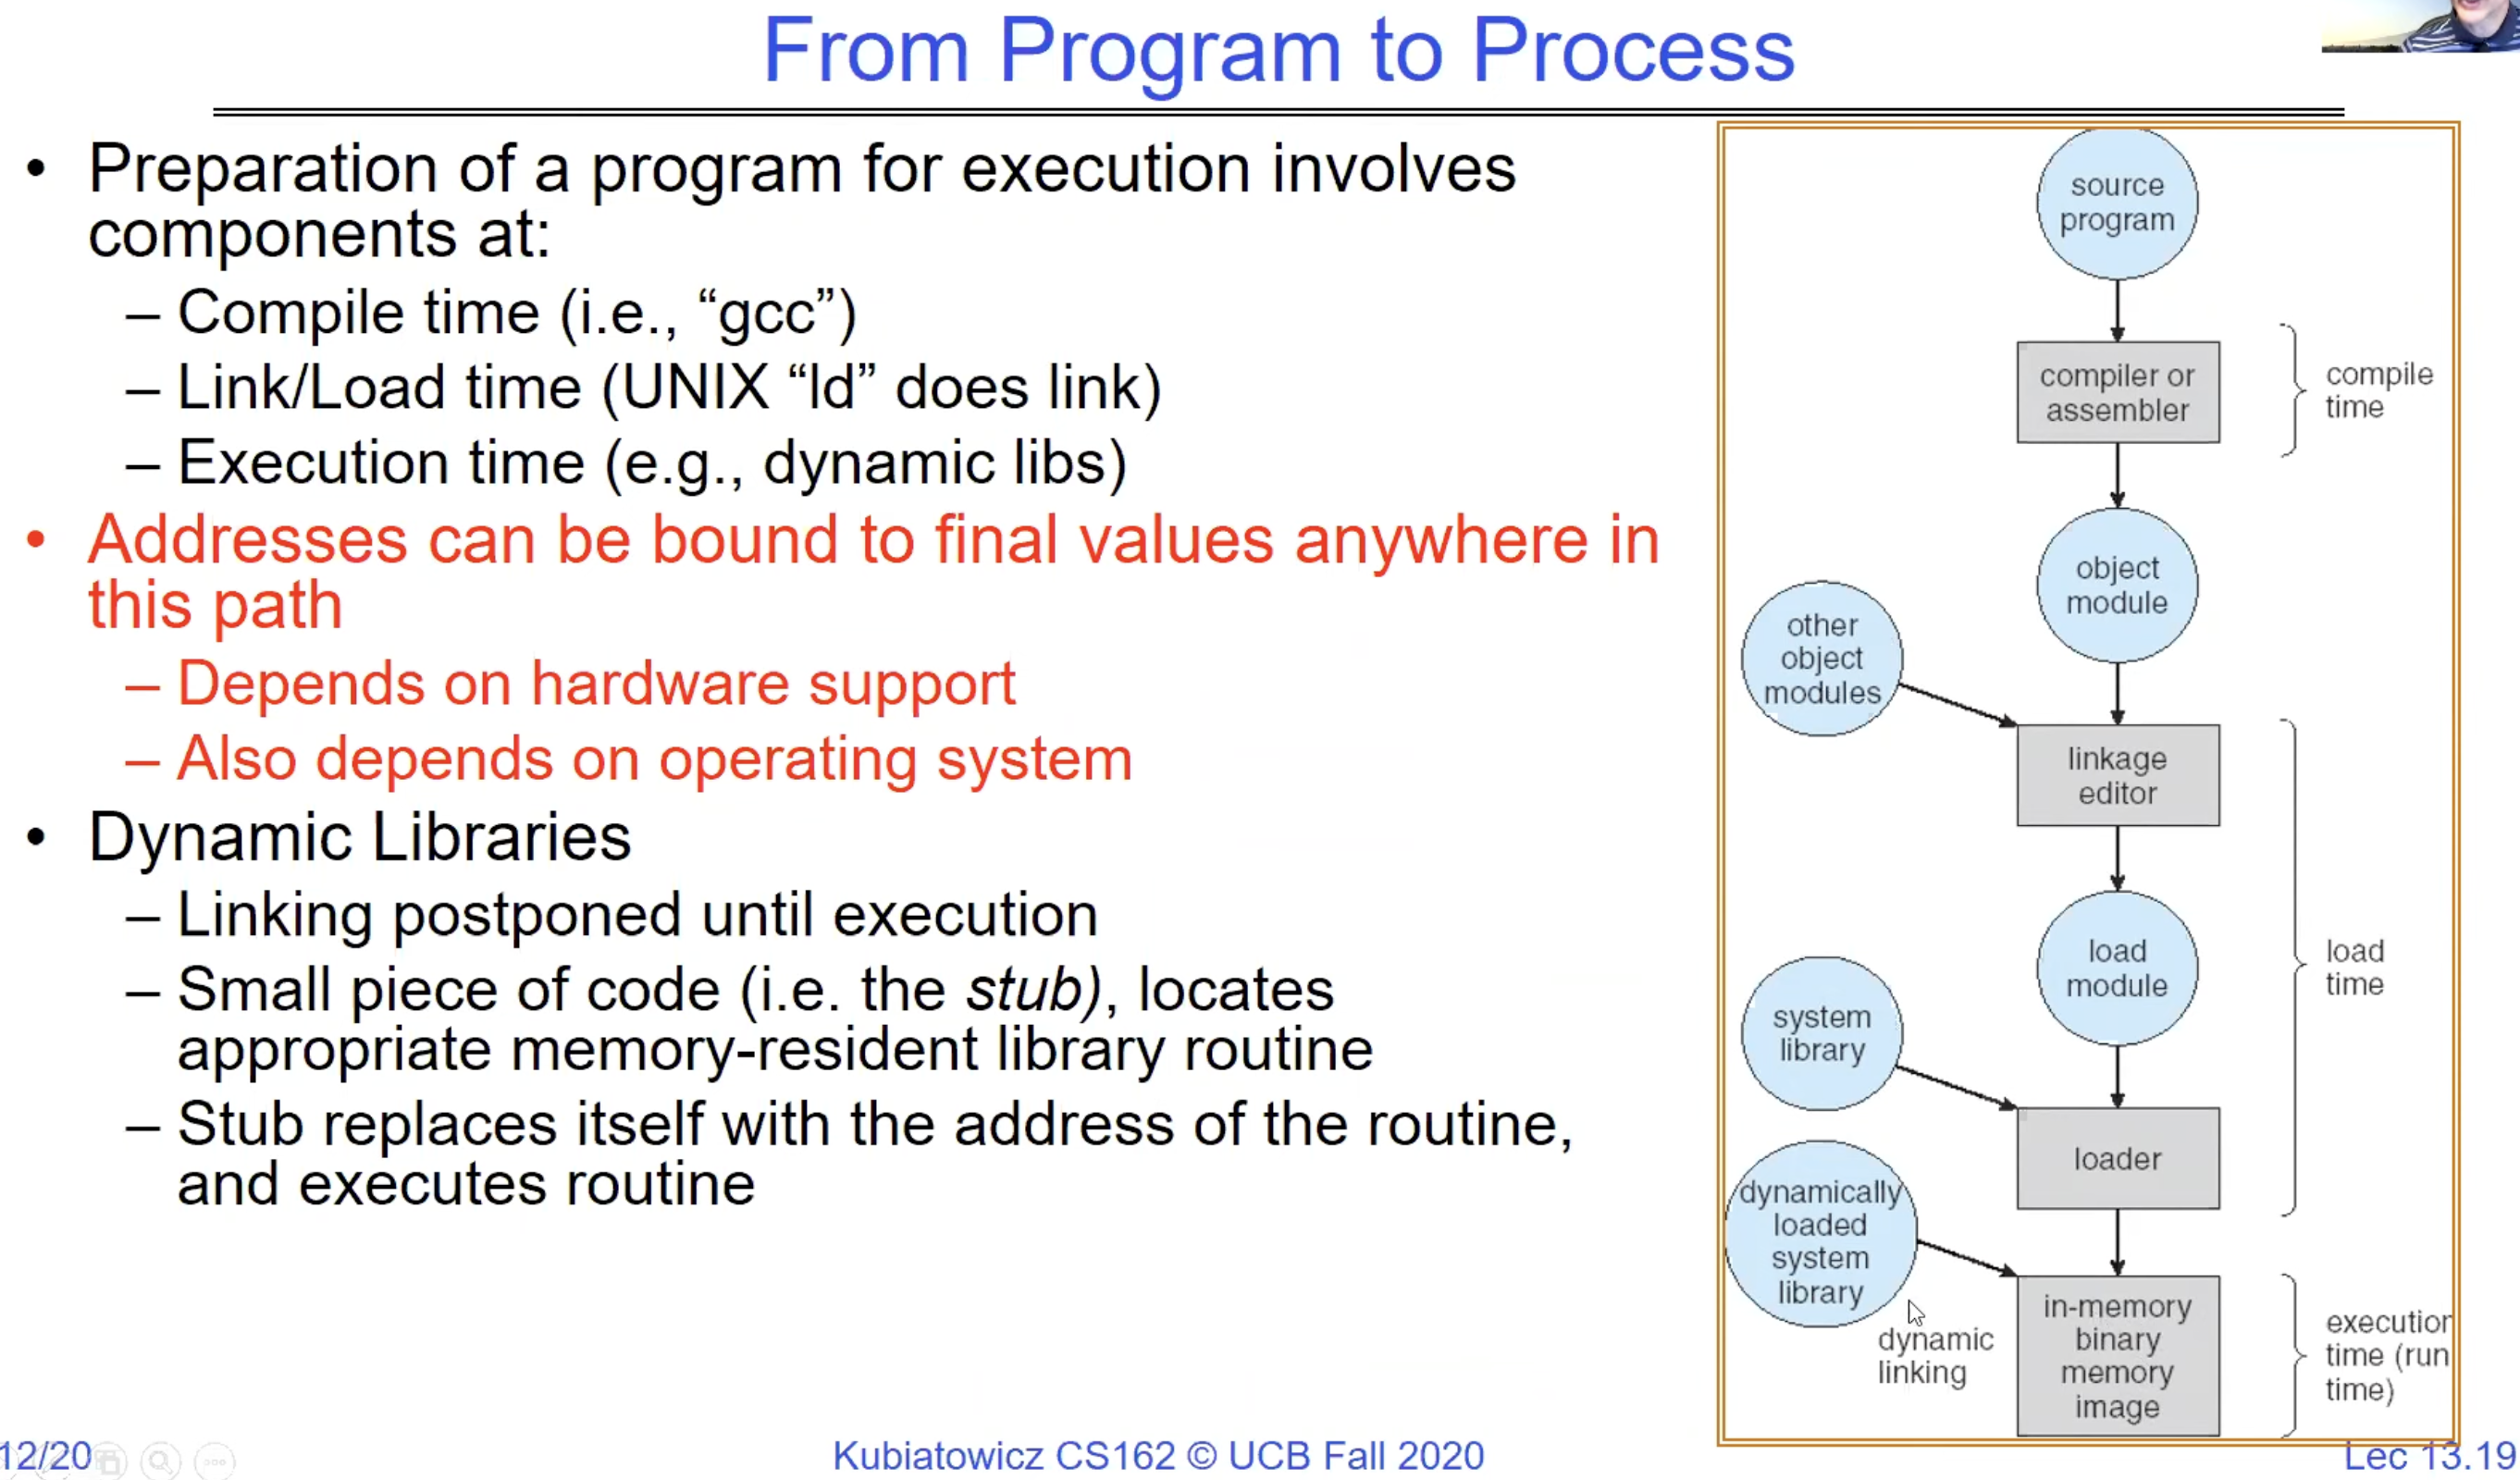 From Program to Process
• Preparation of a program for execution involves
components at:
– Compile time (i.e., “gcc”)
– Link/Load time (UNIX “ld” does link)
– Execution time (e.g., dynamic libs)
• Addresses can be bound to final values anywhere in
this path
– Depends on hardware support
– Also depends on operating system
• Dynamic Libraries
– Linking postponed until execution
– Small piece of code (i.e. the stub), locates
appropriate memory-resident library routine
– Stub replaces itself with the address of the routine,
and executes routine
source
program
compiler or
assembler
compile
time
object
module
other
object
modules
linkage
editor
load
module
load
time
system
library
loader
dynamically
loaded
system
library
dynamic
linking
in-memory
binary
memory
image
execution
time (run
time)
12/20
Kubiatowicz CS162 © UCB Fall 2020
Lec 13.19